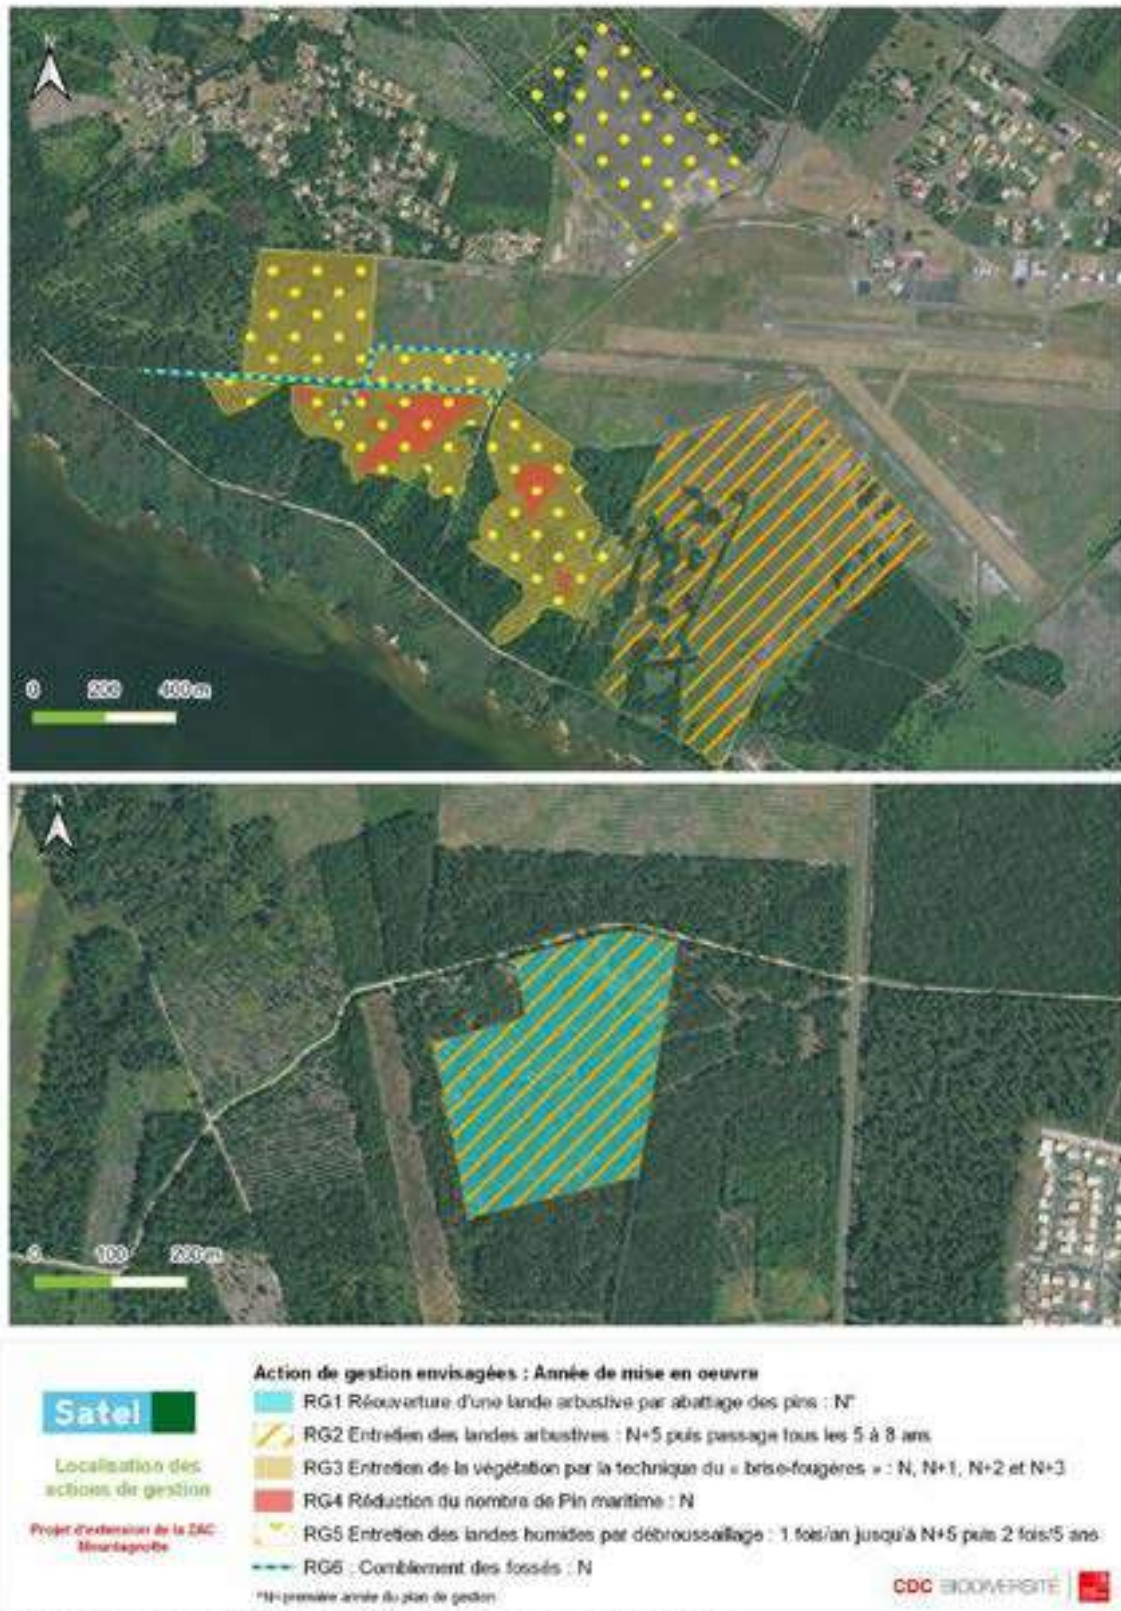 N
0 200 400 m
N
0 100 200 m
Satel
Localisation des
actions de gestion
Projet d'extension de la ZAC
Mountagnotte
Action de gestion envisagées : Année de mise en oeuvre
RG1 Réouverture d'une lande arbustive par abattage des pins : N*
RG2 Entretien des landes arbustives : N+5 puis passage tous les 5 à 8 ans
RG3 Entretien de la végétation par la technique du « brise-fougères » : N, N+1, N+2 et N+3
RG4 Réduction du nombre de Pin maritime : N
RG5 Entretien des landes humides par débroussaillage : 1 fois/an jusqu'à N+5 puis 2 fois/5 ans
RG6 : Comblement des fossés : N
*N=première année du plan de gestion
CDC BIODIVERSITÉ